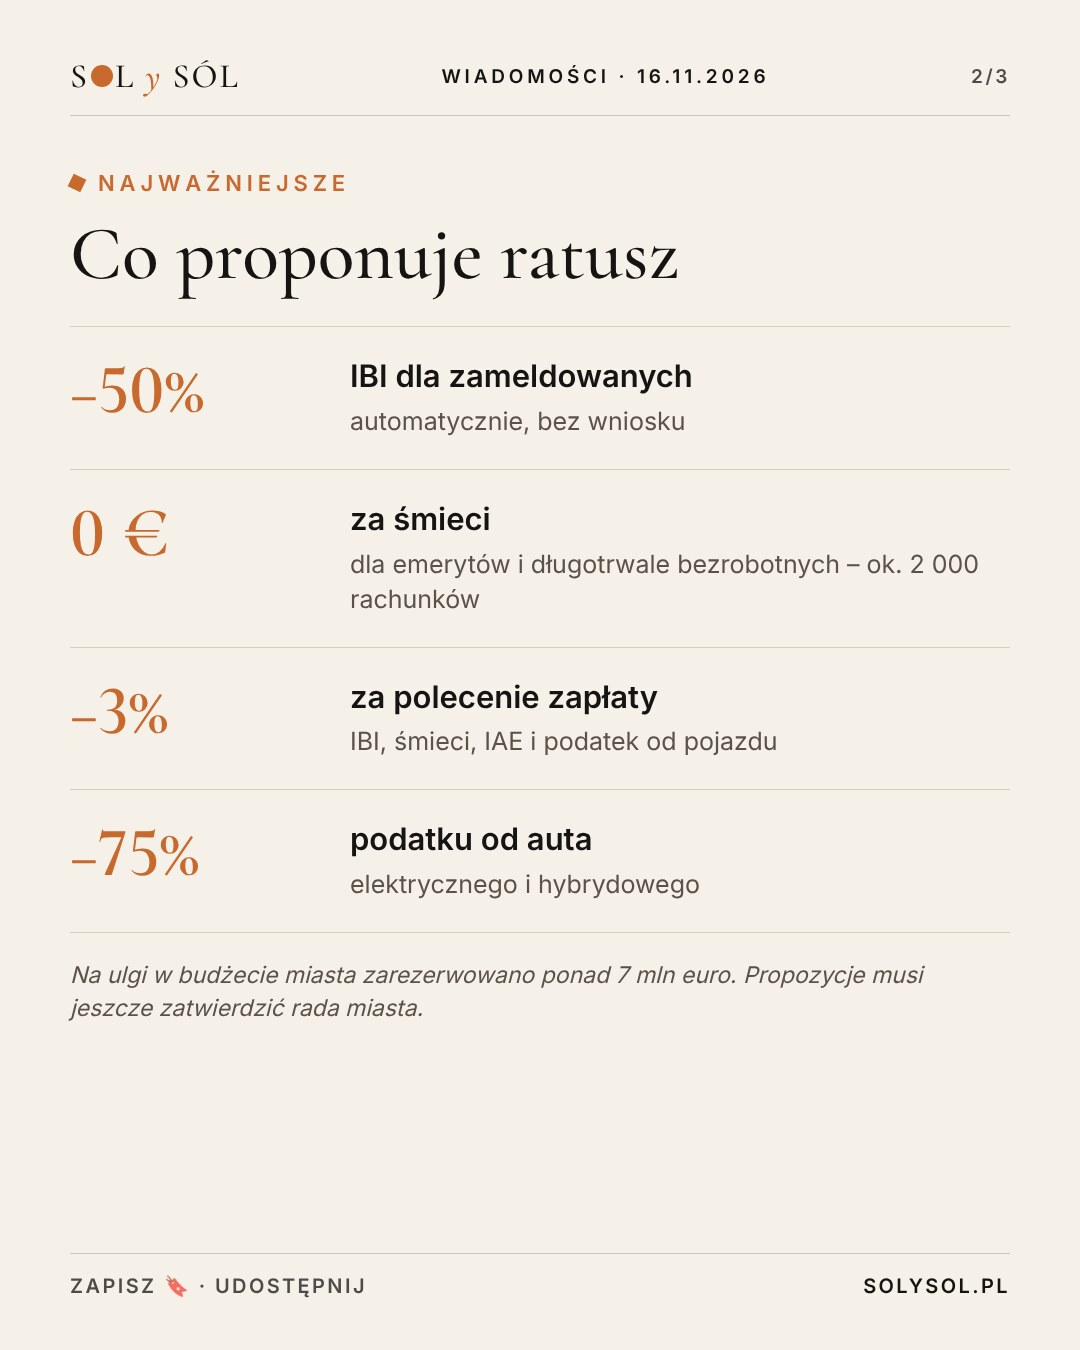 SOL y SÓL
WIADOMOŚCI · 16.11.2026
2/3
NAJWAŻNIEJSZE
Co proponuje ratusz
–50%
IBI dla zameldowanych
automatycznie, bez wniosku
0 €
za śmieci
dla emerytów i długotrwale bezrobotnych – ok. 2 000
rachunków
–3%
za polecenie zapłaty
IBI, śmieci, IAE i podatek od pojazdu
–75%
podatku od auta
elektrycznego i hybrydowego
Na ulgi w budżecie miasta zarezerwowano ponad 7 mln euro. Propozycje musi
jeszcze zatwierdzić rada miasta.
ZAPISZ 🔖 · UDOSTĘPNIJ
SOLYSOL.PL